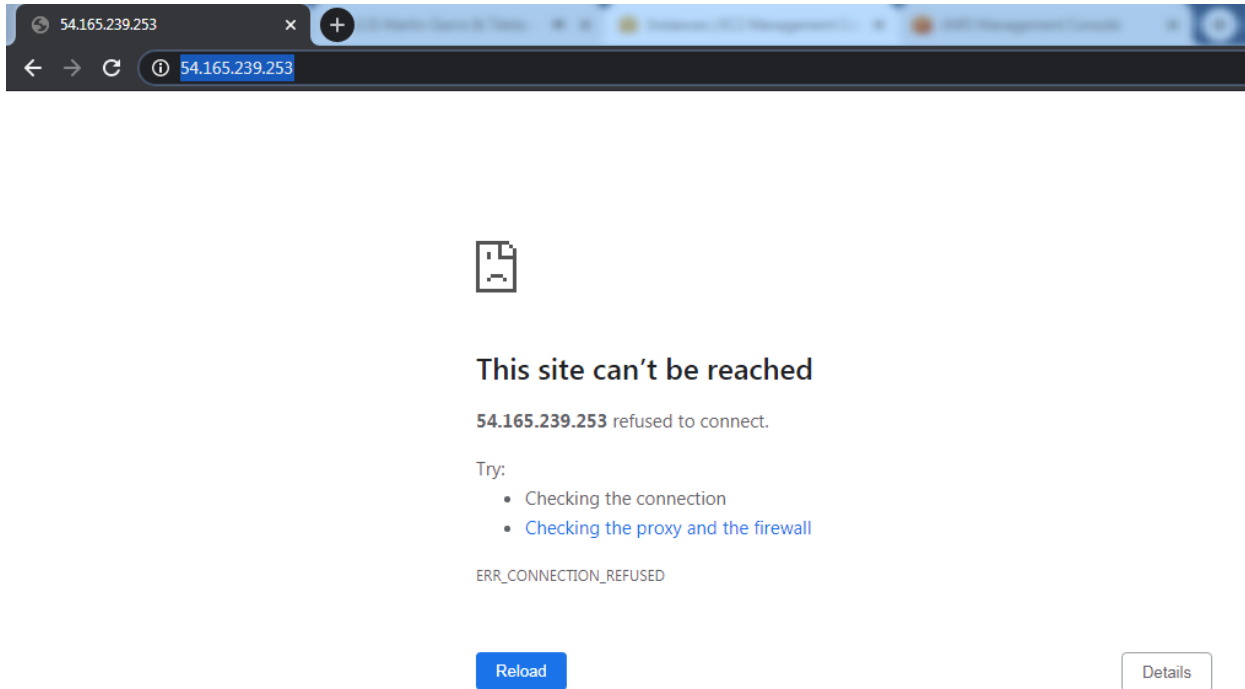 54.165.239.253
54.165.239.253
This site can’t be reached
54.165.239.253 refused to connect.
Try:
Checking the connection
Checking the proxy and the firewall
ERR_CONNECTION_REFUSED
Reload
Details